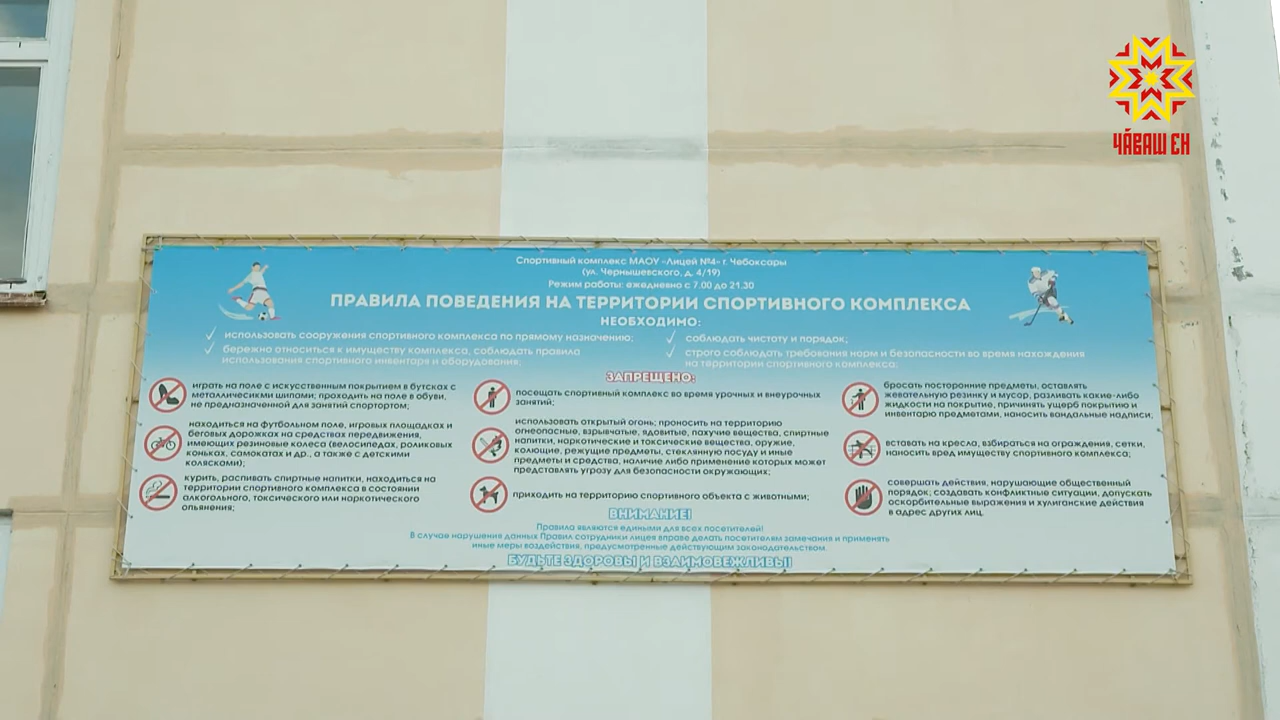 ЧӐВАШ ЕН
Спортивный комплекс МАОУ «Лицей №4» г. Чебоксары
(ул. Чернышевского, д. 4/19)
Режим работы: ежедневно с 7.00 до 21.30
ПРАВИЛА ПОВЕДЕНИЯ НА ТЕРРИТОРИИ СПОРТИВНОГО КОМПЛЕКСА
НЕОБХОДИМО:
использовать сооружения спортивного комплекса по прямому назначению;
бережно относиться к имуществу комплекса, соблюдать правила
использования спортивного инвентаря и оборудования;
соблюдать чистоту и порядок;
строго соблюдать требования норм и безопасности во время нахождения
на территории спортивного комплекса;
ЗАПРЕЩЕНО:
играть на поле с искусственным покрытием в бутсках с
металлическими шипами; проходить на поле в обуви,
не предназначенной для занятий спортортом;
находиться на футбольном поле, игровых площадках и
беговых дорожках на средствах передвижения,
имеющих резиновые колеса (велосипедах, роликовых
коньках, самокатах и др., а также с детскими
колясками);
курить, распивать спиртные напитки, находиться на
территории спортивного комплекса в состоянии
алкогольного, токсического или наркотического
опьянения;
посещать спортивный комплекс во время урочных и внеурочных
занятий;
использовать открытый огонь; проносить на территорию
огнеопасные, взрывчатые, ядовитые, пахучие вещества, спиртные
напитки, наркотические и токсические вещества, оружие,
колющие, режущие предметы, стеклянную посуду и иные
предметы и средства, наличие либо применение которых может
представлять угрозу для безопасности окружающих;
приходить на территорию спортивного объекта с животными;
бросать посторонние предметы, оставлять
жевательную резинку и мусор, разливать какие-либо
жидкости на покрытие, причинять ущерб покрытию и
инвентарю предметами, наносить вандальные надписи;
вставать на кресла, взбираться на ограждения, сетки,
наносить вред имуществу спортивного комплекса;
совершать действия, нарушающие общественный
порядок, создавать конфликтные ситуации, допускать
оскорбительные выражения и хулиганские действия
в адрес других лиц.
ВНИМАНИЕ!
Правила являются едиными для всех посетителей!
В случае нарушения данных Правил сотрудники лицея вправе делать посетителям замечания и применять
иные меры воздействия, предусмотренные действующим законодательством.
БУДЬТЕ ЗДОРОВЫ И ВЗАИМОВЕЖЛИВЫ!